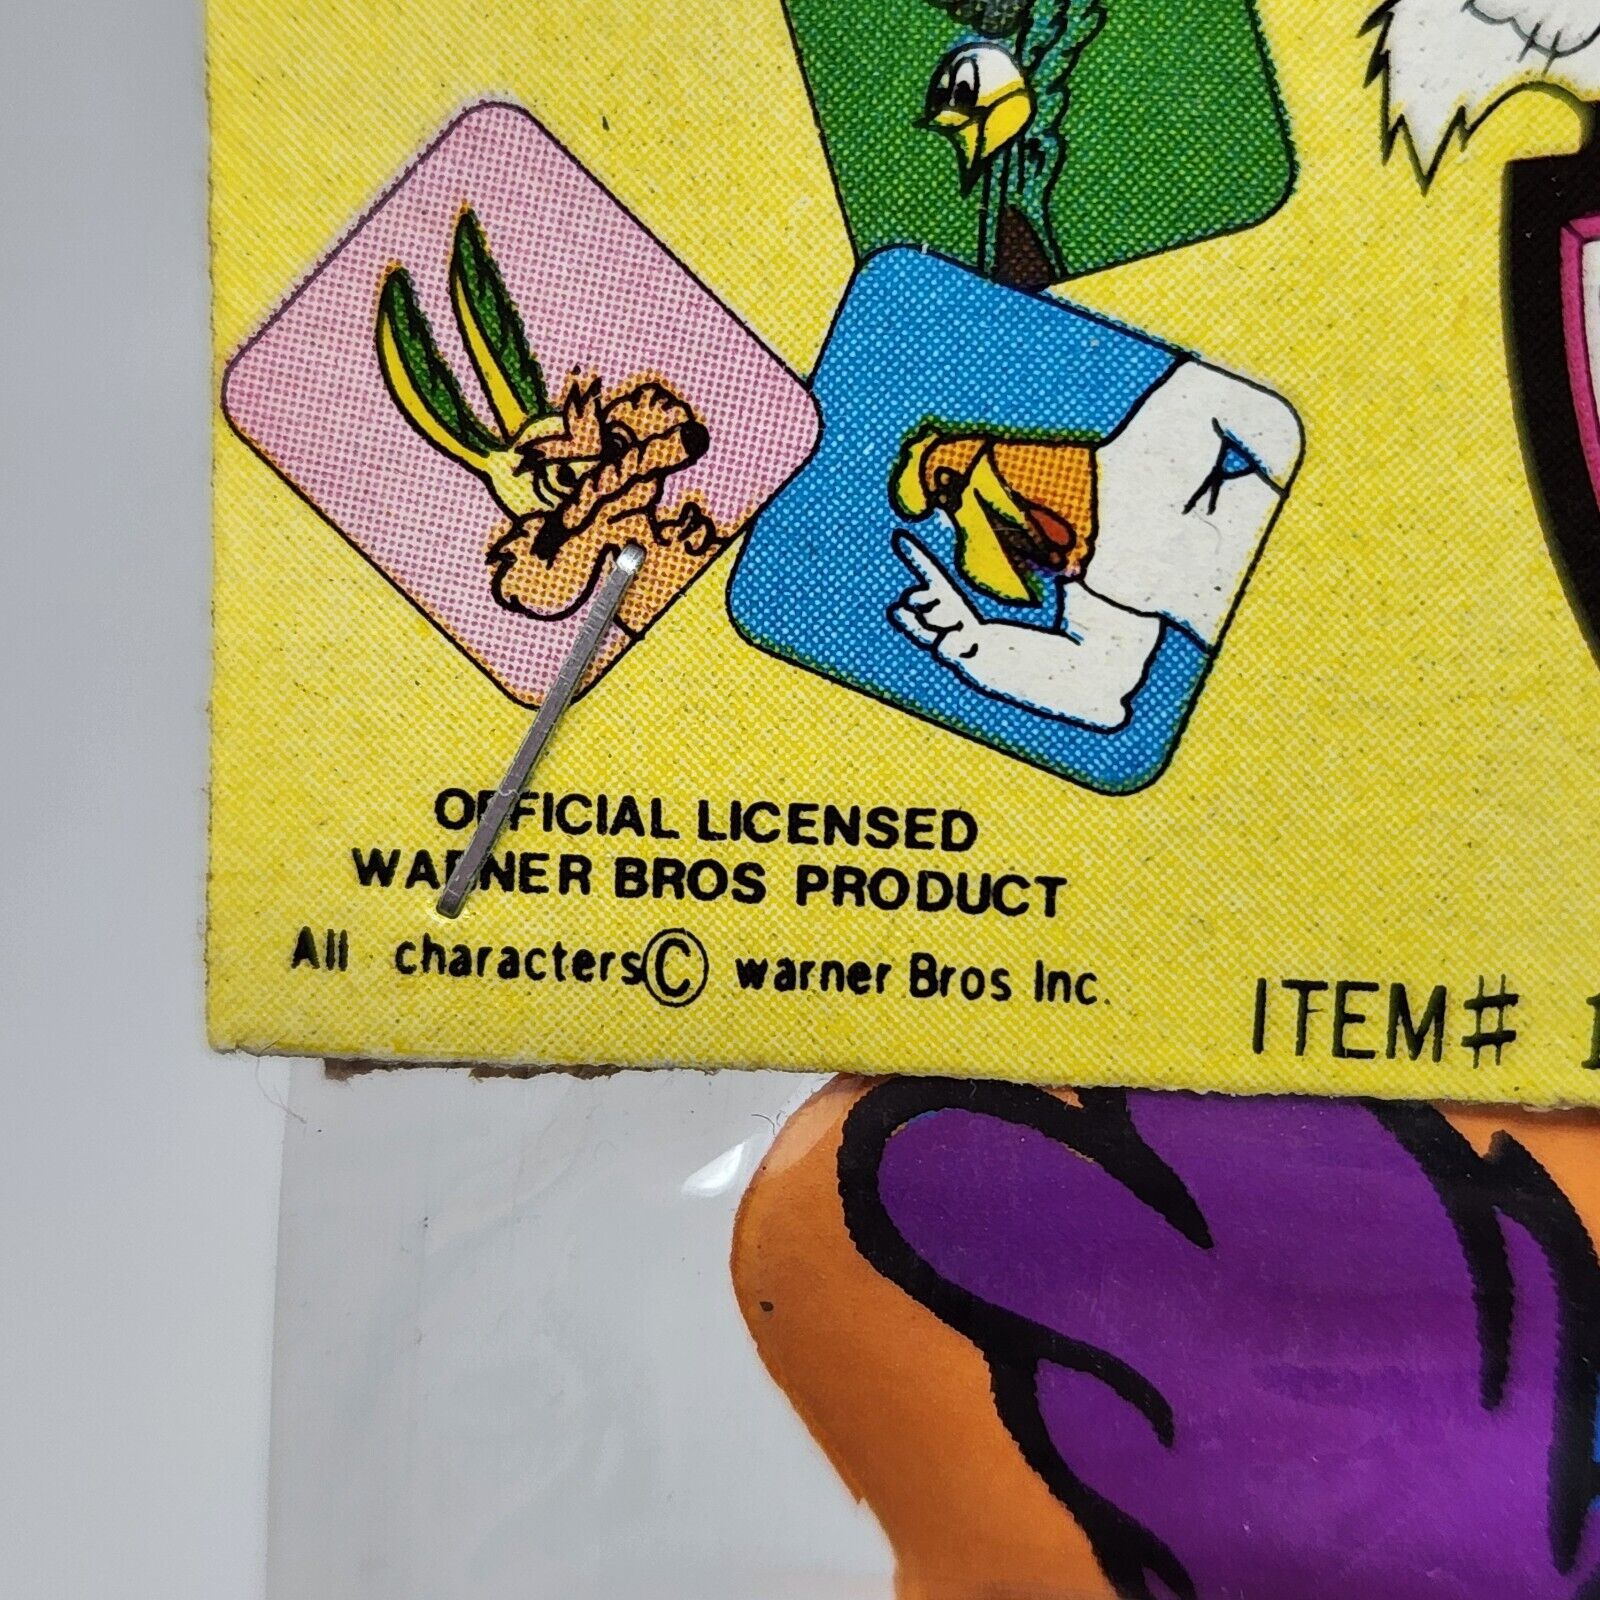 OFFICIAL LICENSED
WARNER BROS PRODUCT
All characters © warner Bros Inc.
ITEM#